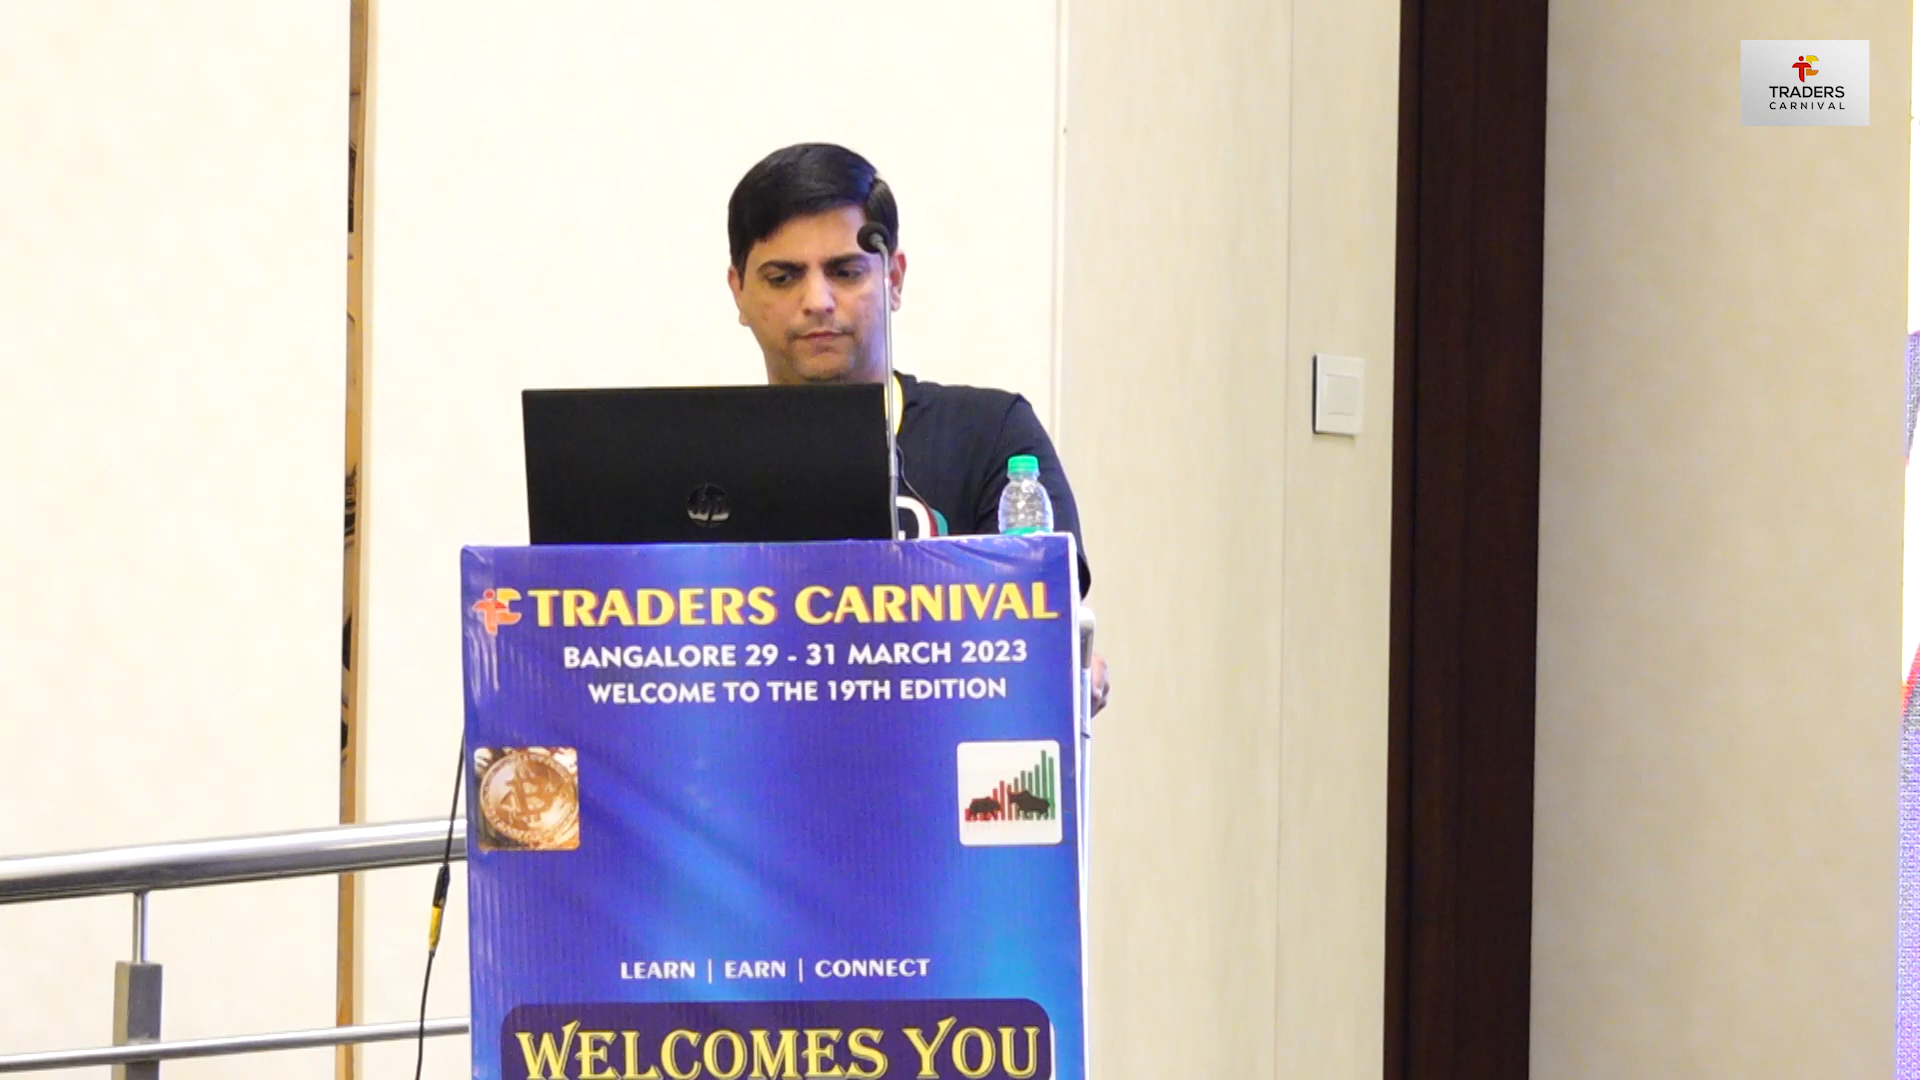 TRADERS
CARNIVAL
hp
TRADERS CARNIVAL
BANGALORE 29 - 31 MARCH 2023
WELCOME TO THE 19TH EDITION
LEARN | EARN | CONNECT
WELCOMES YOU